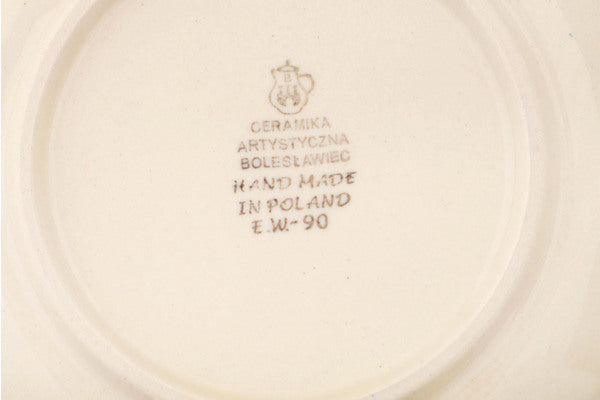 B
CERAMIKA
ARTYSTYCZNA
BOLESŁAWIEC
HAND MADE
IN POLAND
E.W.-90